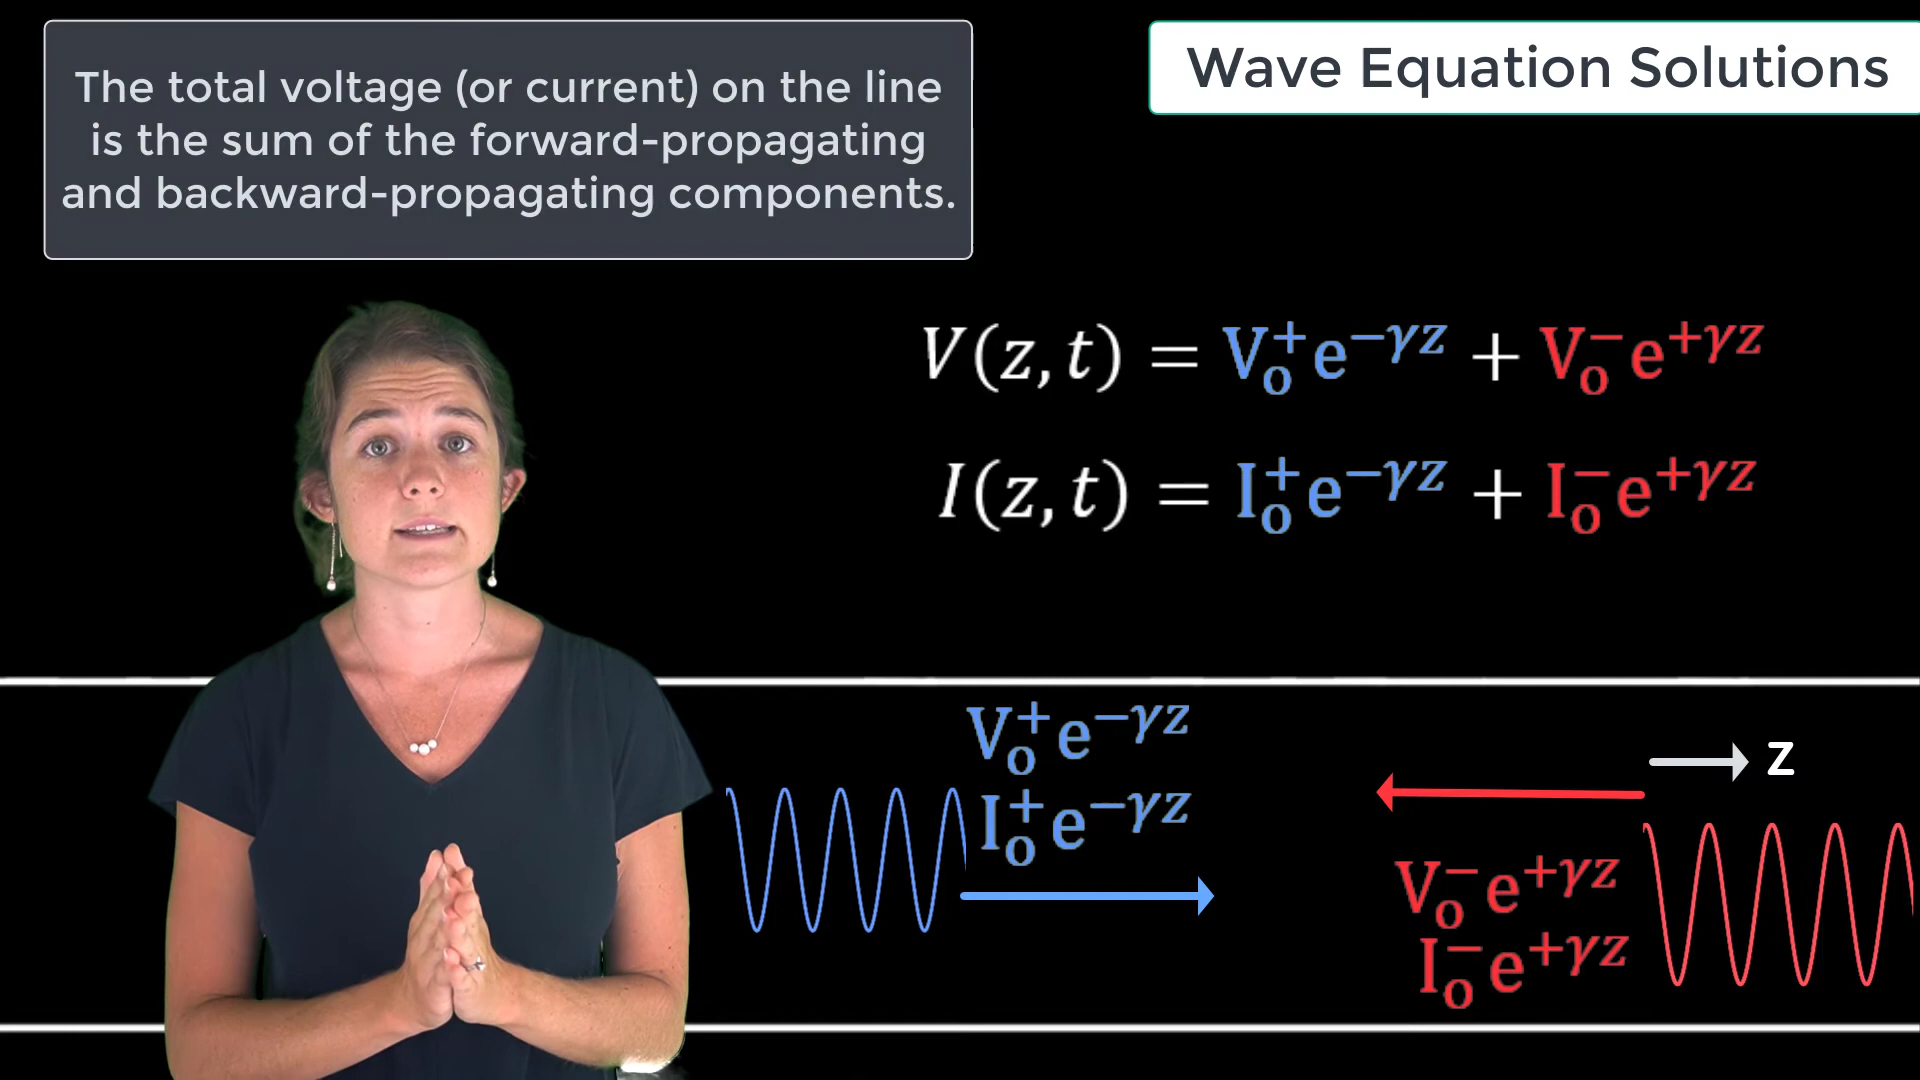 The total voltage (or current) on the line
is the sum of the forward-propagating
and backward-propagating components.
Wave Equation Solutions
V(z, t) = V₀⁺e^(−γz) + V₀⁻e^(+γz)
I(z, t) = I₀⁺e^(−γz) + I₀⁻e^(+γz)
V₀⁺e^(−γz)
I₀⁺e^(−γz)
z
V₀⁻e^(+γz)
I₀⁻e^(+γz)